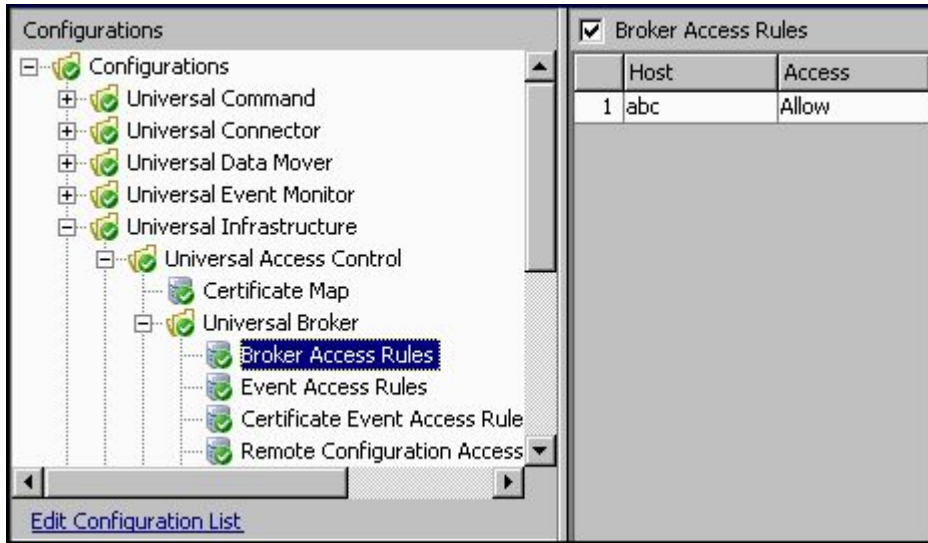 Configurations
Configurations
Universal Command
Universal Connector
Universal Data Mover
Universal Event Monitor
Universal Infrastructure
Universal Access Control
Certificate Map
Universal Broker
Broker Access Rules
Event Access Rules
Certificate Event Access Rule
Remote Configuration Access
Edit Configuration List
Broker Access Rules
Host Access
1 abc Allow